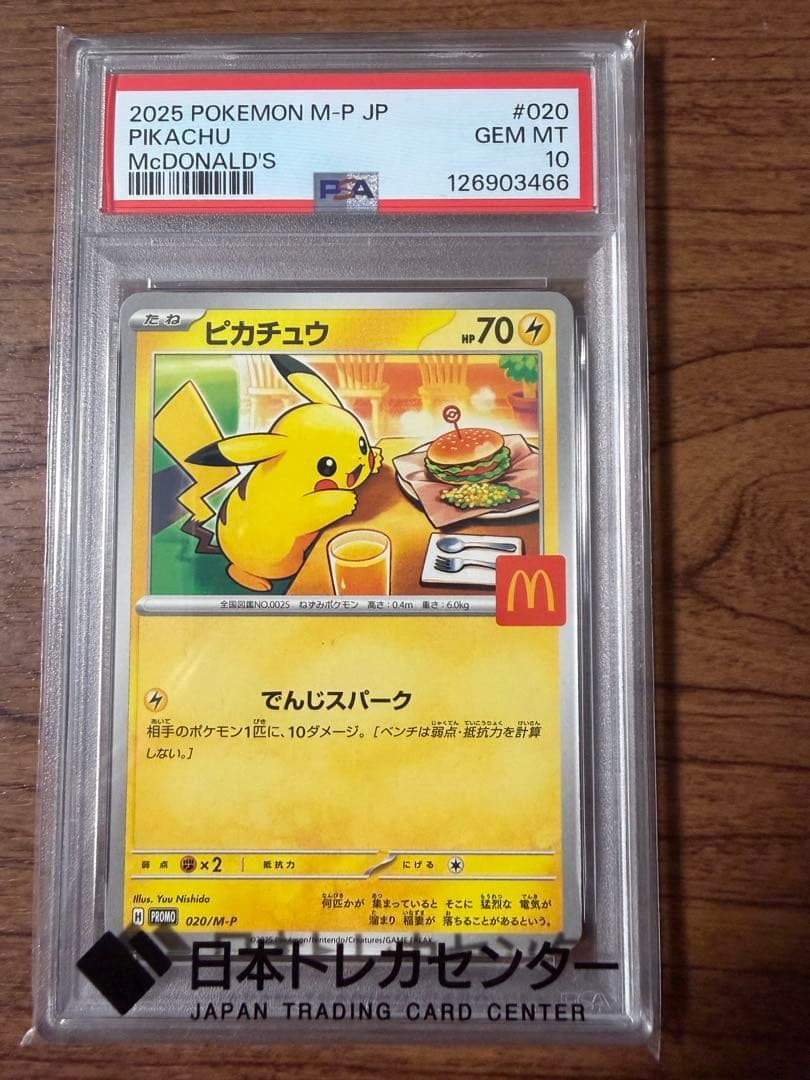 2025 POKEMON M-P JP #020
PIKACHU GEM MT
McDONALD'S 10
PSA 126903466
たね ピカチュウ HP70
M
全国図鑑NO.0025 ねずみポケモン 高さ:0.4m 重さ:6.0kg
でんじスパーク
相手のポケモン1匹に、10ダメージ。[ベンチは弱点・抵抗力を計算
しない。]
弱点 ×2 抵抗力 にげる
Illus. Yuu Nishida
何匹かが 集まっていると そこに 猛烈な 電気が
溜まり 稲妻が 落ちることがあるという。
H PROMO 020/M-P
©2025 Pokémon/Nintendo/Creatures/GAME FREAK
日本トレカセンター
JAPAN TRADING CARD CENTER